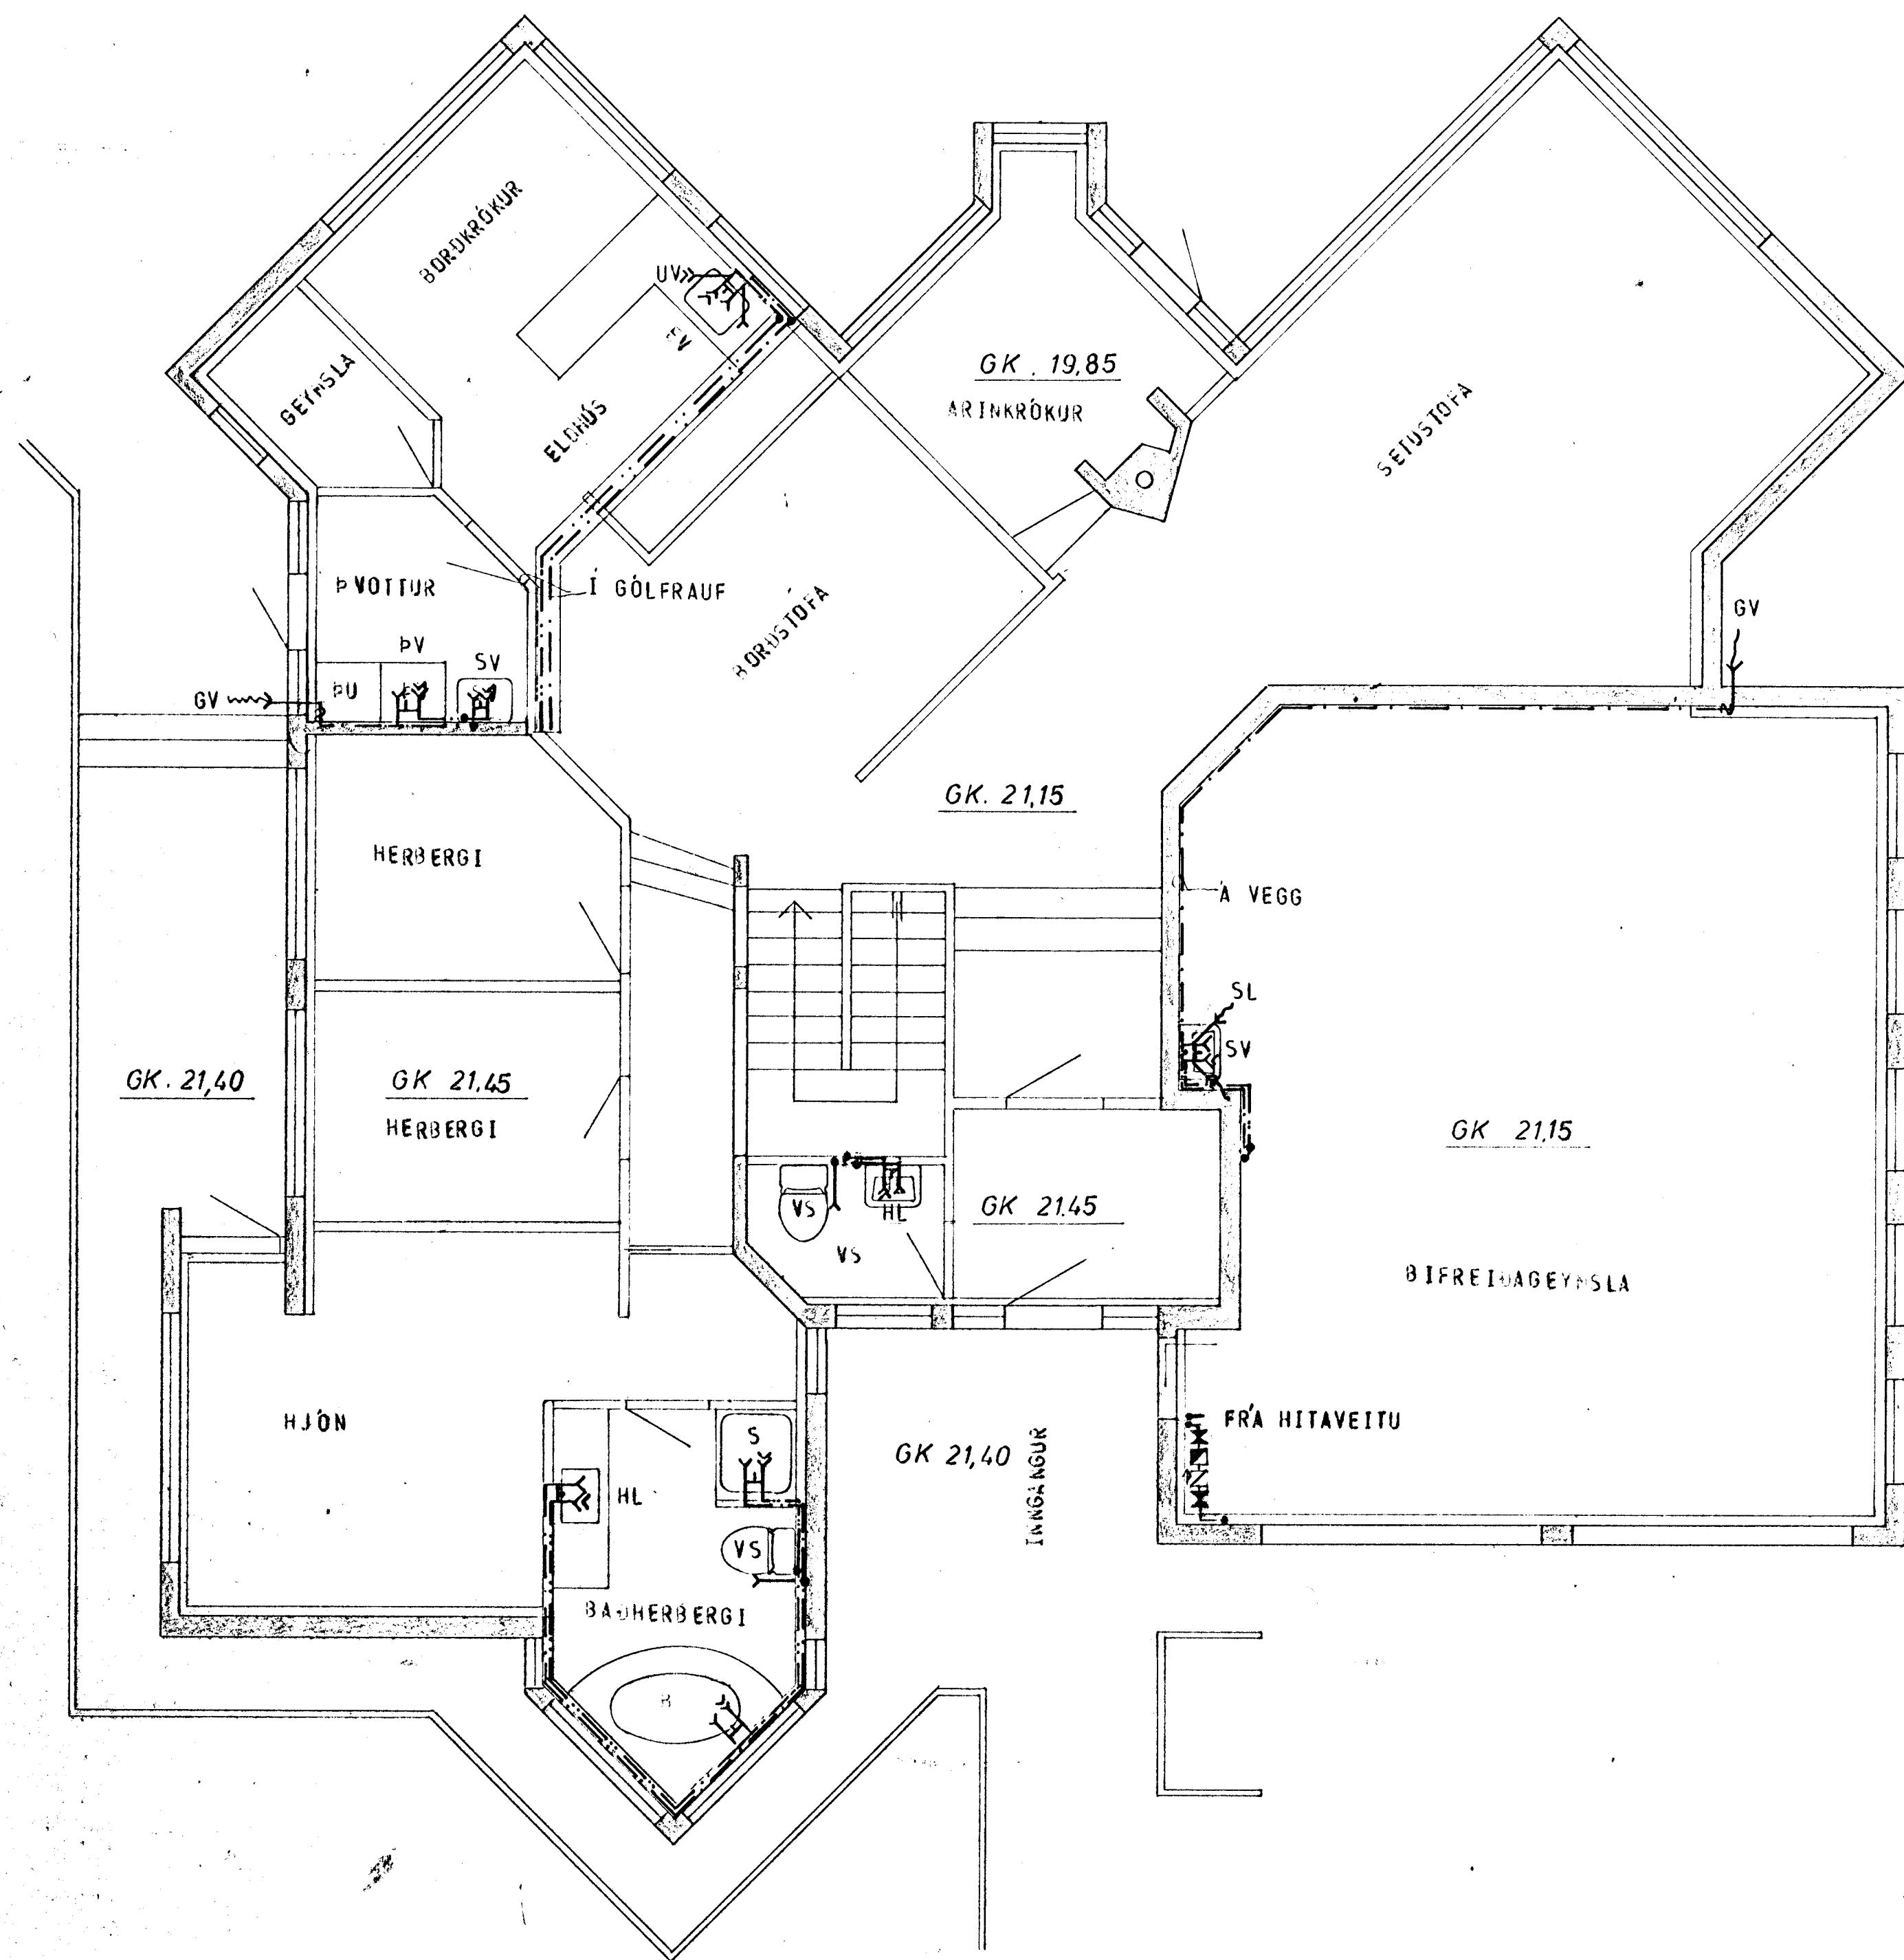 BORÐKRÓKUR
UV
GEYMSLA
ELDHÚS
GK. 19,85
ARINKRÓKUR
SETUSTOFA
ÞVOTTUR
Í GÓLFRAUF
BORÐSTOFA
GV
ÞV
SV
ÞU
GV
GK. 21,15
HERBERGI
Á VEGG
SL
SV
GK. 21,40
GK 21.45
HERBERGI
GK 21,15
VS
HL
GK 21.45
VS
BIFREIÐAGEYMSLA
HJÓN
S
FRÁ HITAVEITU
GK 21,40
INNGANGUR
HL
VS
BAÐHERBERGI
B